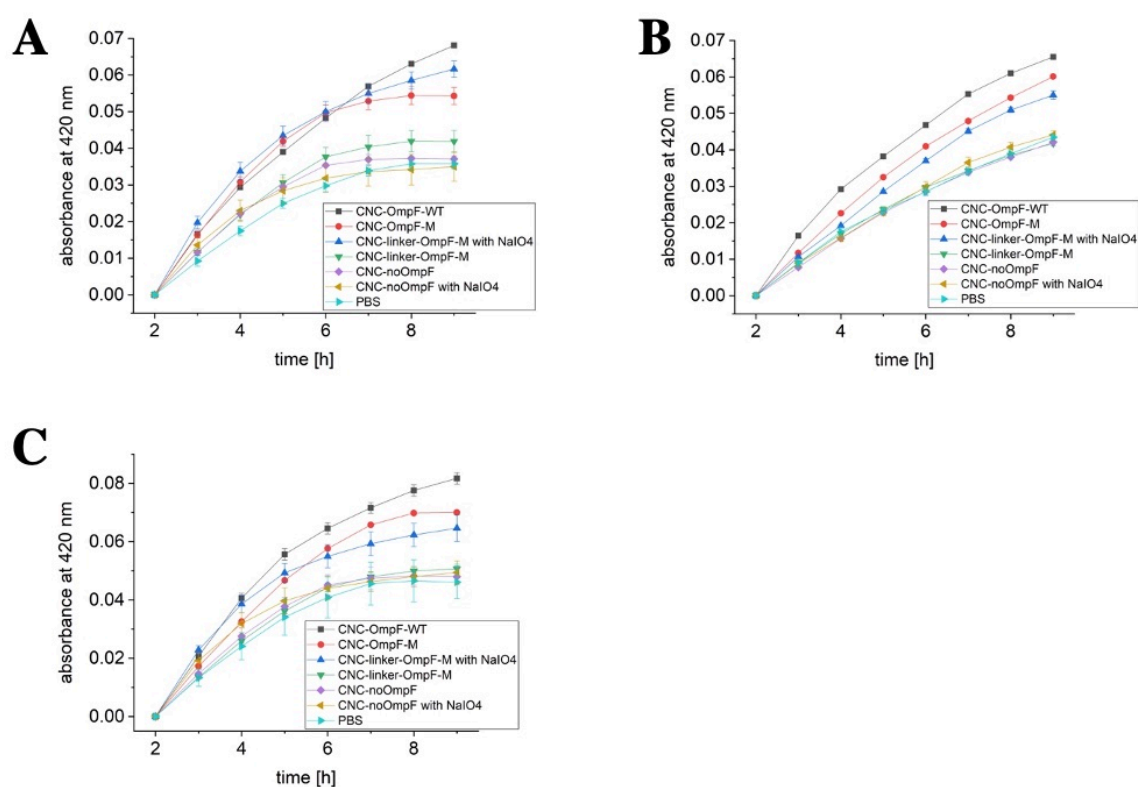 A
absorbance at 420 nm
0.07
0.06
0.05
0.04
0.03
0.02
0.01
0.00
CNC-OmpF-WT
CNC-OmpF-M
CNC-linker-OmpF-M with NaIO4
CNC-linker-OmpF-M
CNC-noOmpF
CNC-noOmpF with NaIO4
PBS
2 4 6 8
time [h]
B
absorbance at 420 nm
0.07
0.06
0.05
0.04
0.03
0.02
0.01
0.00
CNC-OmpF-WT
CNC-OmpF-M
CNC-linker-OmpF-M with NaIO4
CNC-linker-OmpF-M
CNC-noOmpF
CNC-noOmpF with NaIO4
PBS
2 4 6 8
time [h]
C
absorbance at 420 nm
0.08
0.06
0.04
0.02
0.00
CNC-OmpF-WT
CNC-OmpF-M
CNC-linker-OmpF-M with NaIO4
CNC-linker-OmpF-M
CNC-noOmpF
CNC-noOmpF with NaIO4
PBS
2 4 6 8
time [h]